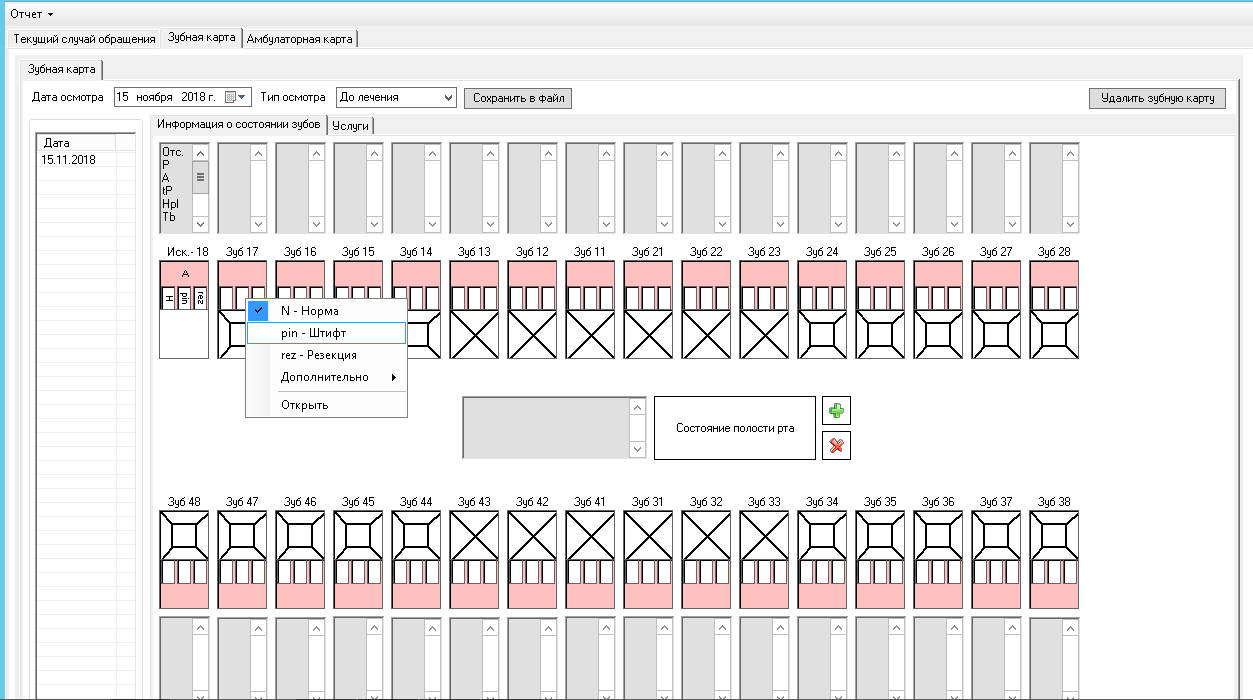 Отчет
Текущий случай обращения Зубная карта Амбулаторная карта
Зубная карта
Дата осмотра 15 ноября 2018 г. Тип осмотра До лечения Сохранить в файл Удалить зубную карту
Информация о состоянии зубов Услуги
Дата
15.11.2018
Отс.
P
A
tP
Hpl
Tb
Иск.- 18 Зуб 17 Зуб 16 Зуб 15 Зуб 14 Зуб 13 Зуб 12 Зуб 11 Зуб 21 Зуб 22 Зуб 23 Зуб 24 Зуб 25 Зуб 26 Зуб 27 Зуб 28
A
H pin rez
N - Норма
pin - Штифт
rez - Резекция
Дополнительно
Открыть
Состояние полости рта
Зуб 48 Зуб 47 Зуб 46 Зуб 45 Зуб 44 Зуб 43 Зуб 42 Зуб 41 Зуб 31 Зуб 32 Зуб 33 Зуб 34 Зуб 35 Зуб 36 Зуб 37 Зуб 38